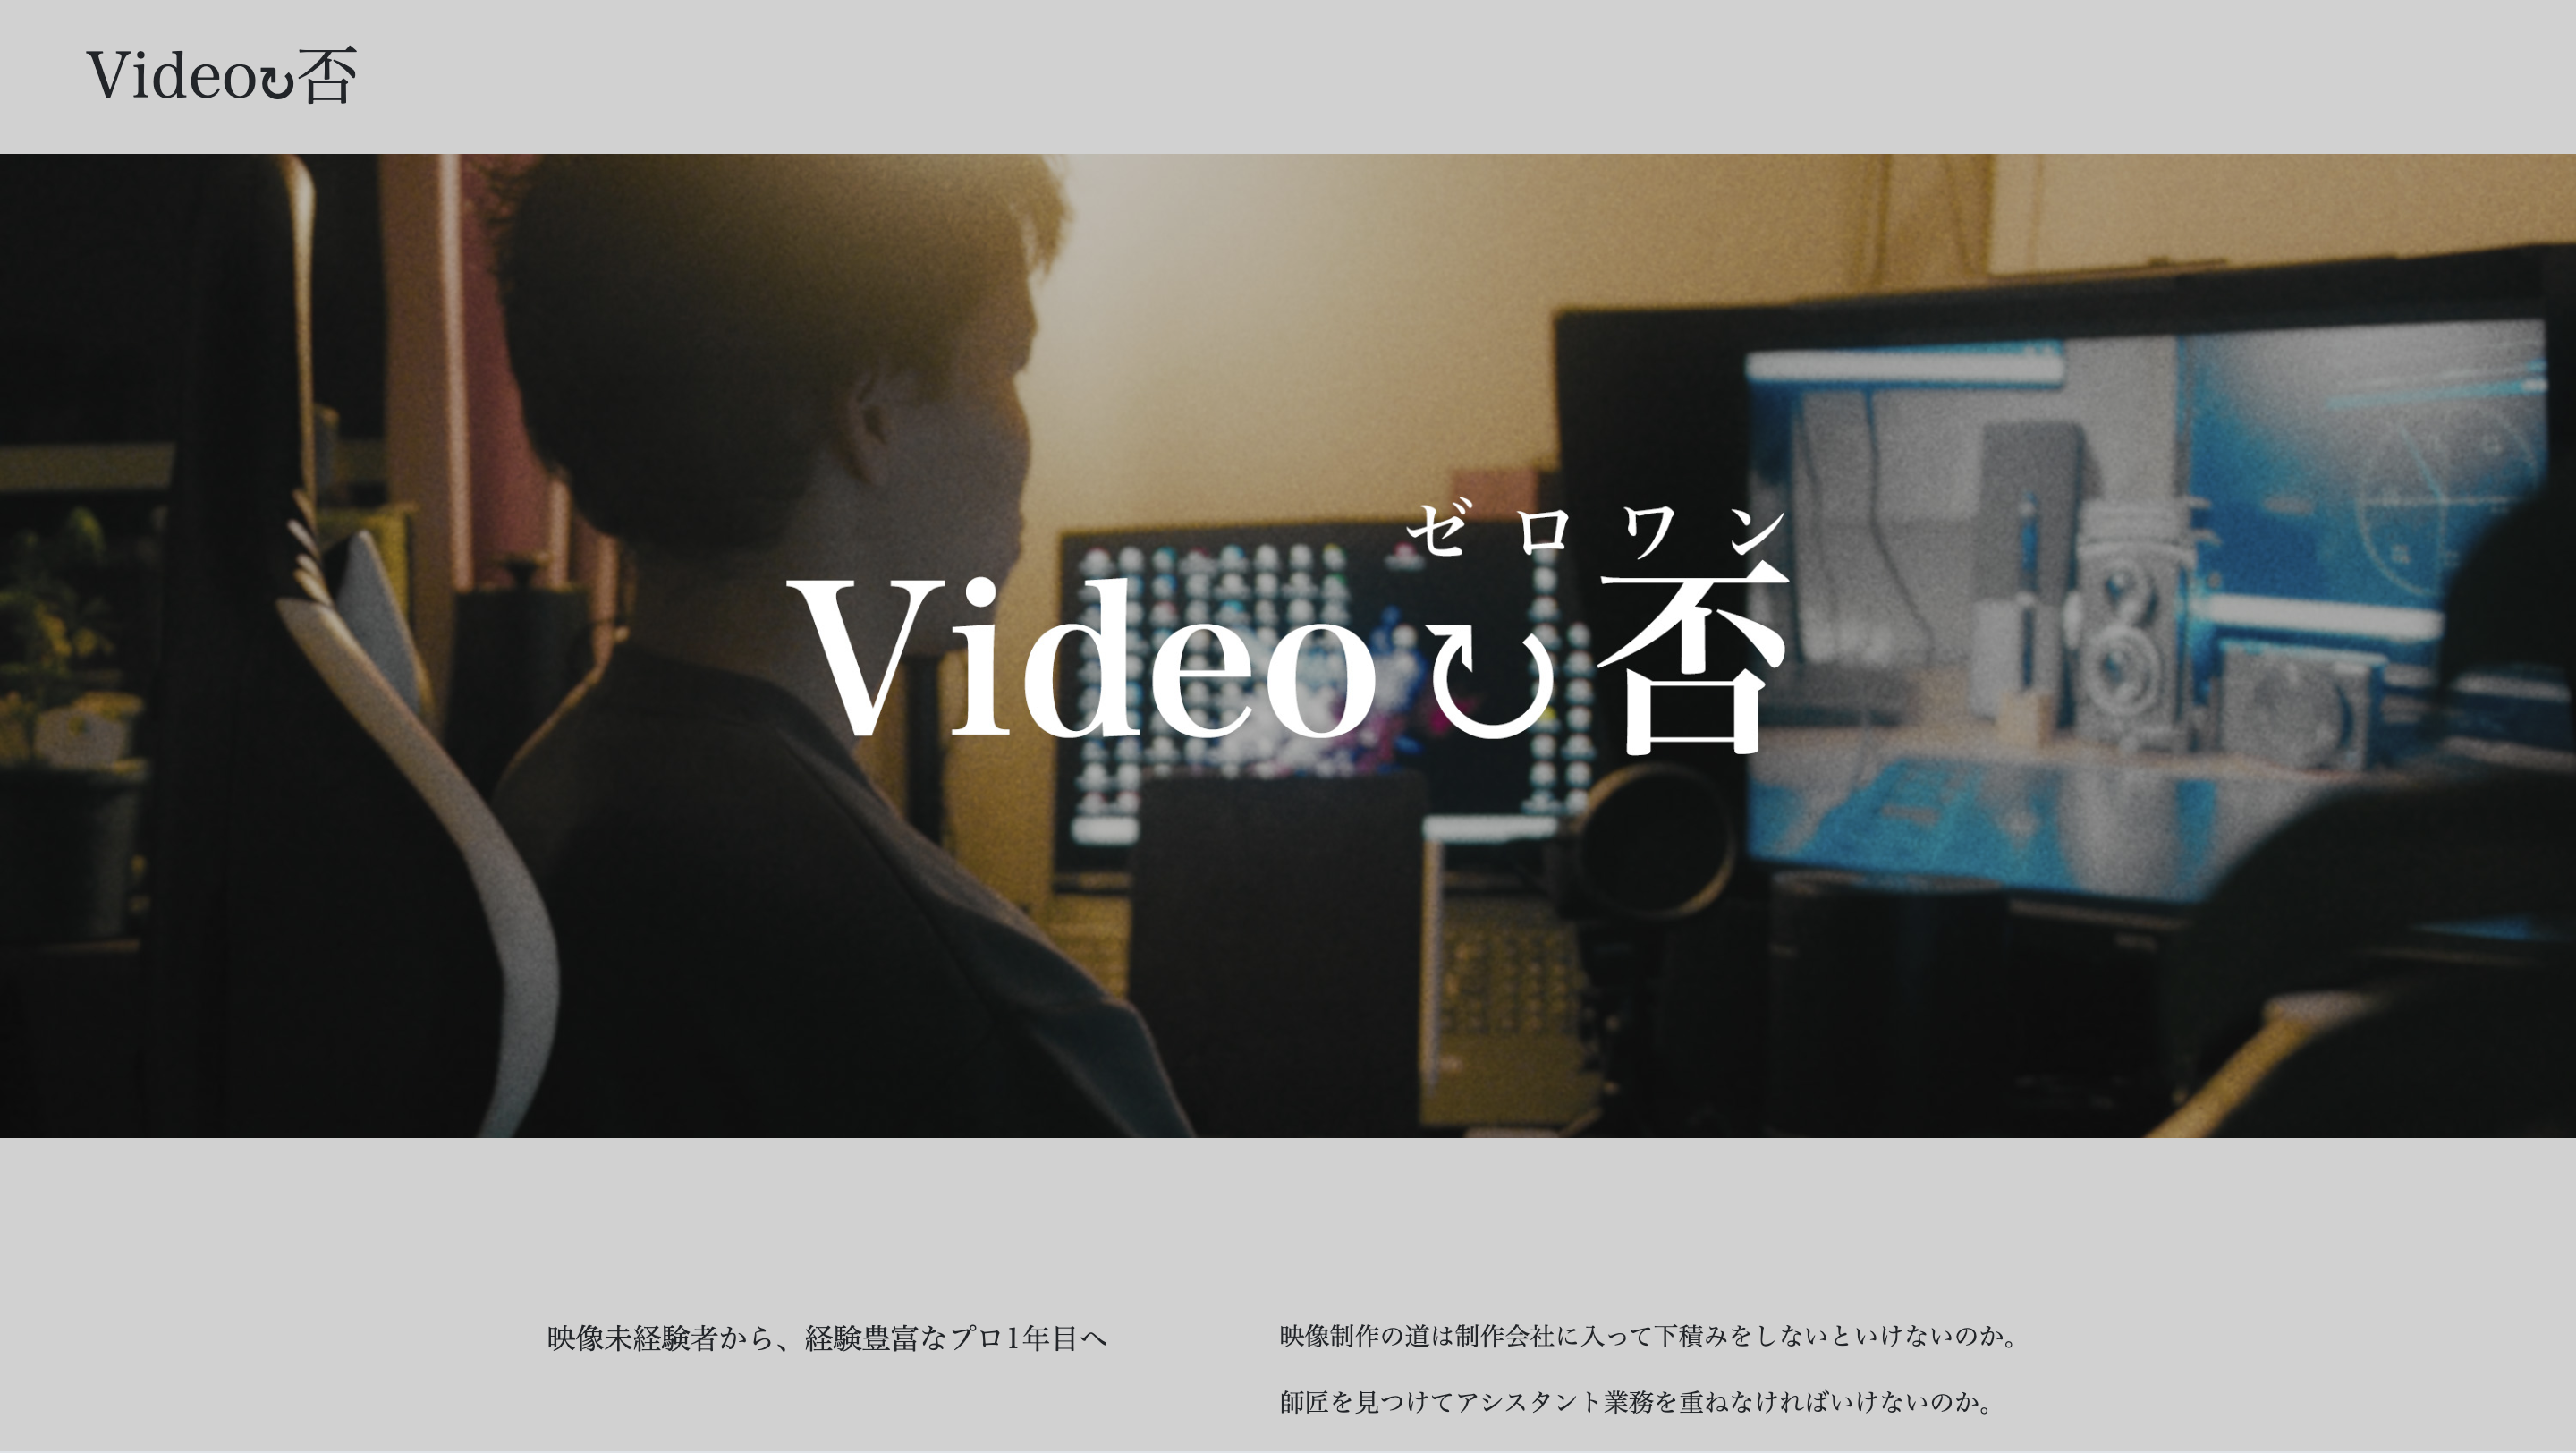 Video↻否
ゼロワン
Video↻否
映像未経験者から、経験豊富なプロ1年目へ
映像制作の道は制作会社に入って下積みをしないといけないのか。
師匠を見つけてアシスタント業務を重ねなければいけないのか。